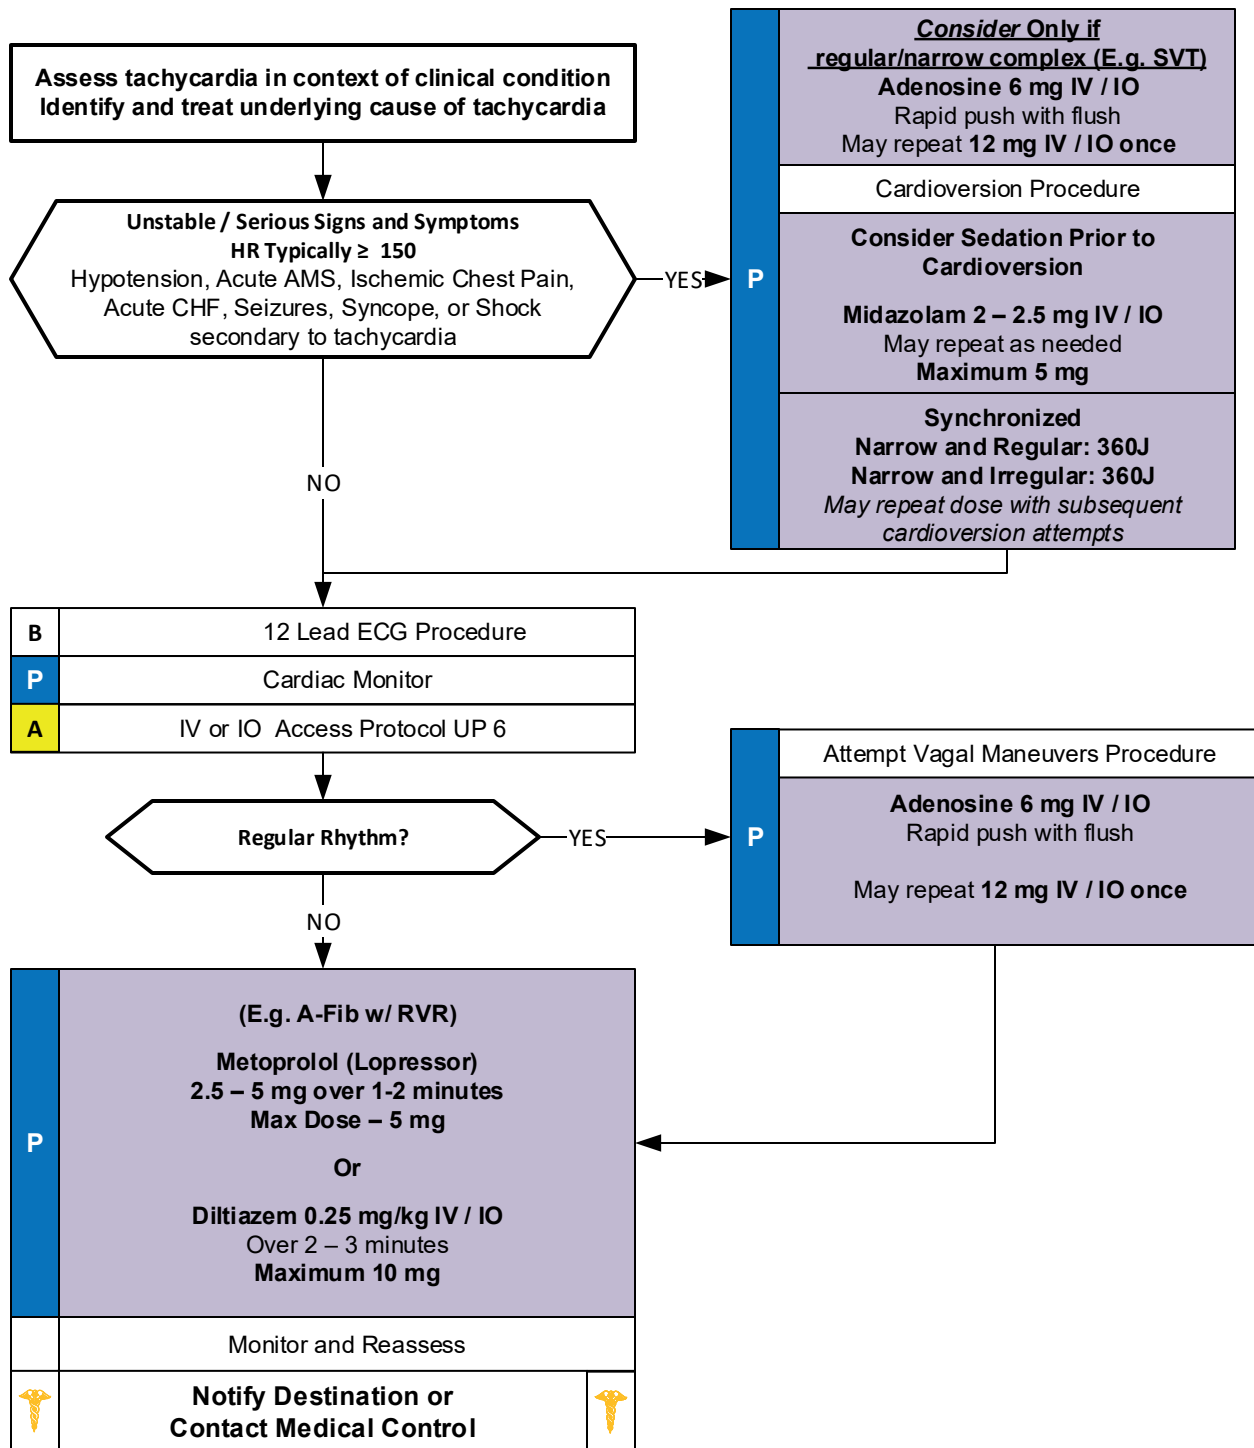 Assess tachycardia in context of clinical condition
Identify and treat underlying cause of tachycardia
Unstable / Serious Signs and Symptoms
HR Typically ≥ 150
Hypotension, Acute AMS, Ischemic Chest Pain,
Acute CHF, Seizures, Syncope, or Shock
secondary to tachycardia
YES
P
Consider Only if
regular/narrow complex (E.g. SVT)
Adenosine 6 mg IV / IO
Rapid push with flush
May repeat 12 mg IV / IO once
Cardioversion Procedure
Consider Sedation Prior to
Cardioversion
Midazolam 2 – 2.5 mg IV / IO
May repeat as needed
Maximum 5 mg
Synchronized
Narrow and Regular: 360J
Narrow and Irregular: 360J
May repeat dose with subsequent
cardioversion attempts
NO
B
12 Lead ECG Procedure
P
Cardiac Monitor
A
IV or IO Access Protocol UP 6
Regular Rhythm?
YES
P
Attempt Vagal Maneuvers Procedure
Adenosine 6 mg IV / IO
Rapid push with flush
May repeat 12 mg IV / IO once
NO
P
(E.g. A-Fib w/ RVR)
Metoprolol (Lopressor)
2.5 – 5 mg over 1-2 minutes
Max Dose – 5 mg
Or
Diltiazem 0.25 mg/kg IV / IO
Over 2 – 3 minutes
Maximum 10 mg
Monitor and Reassess
Notify Destination or
Contact Medical Control